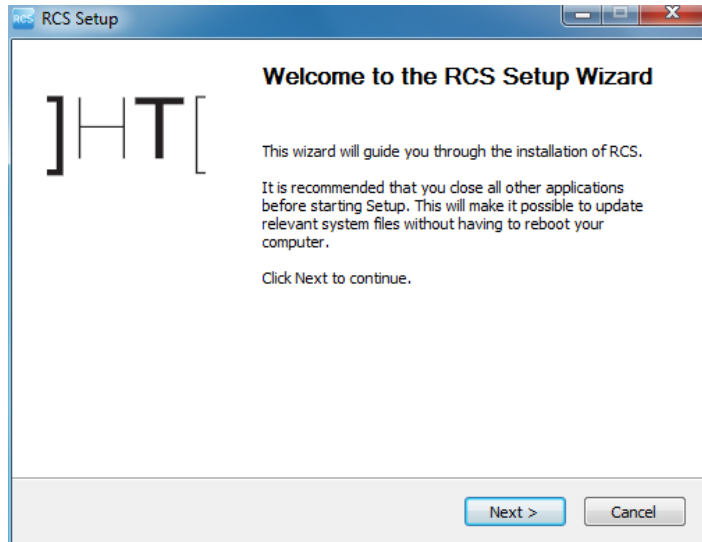 RCS RCS Setup
Welcome to the RCS Setup Wizard
]HT[
This wizard will guide you through the installation of RCS.
It is recommended that you close all other applications
before starting Setup. This will make it possible to update
relevant system files without having to reboot your
computer.
Click Next to continue.
Next > Cancel